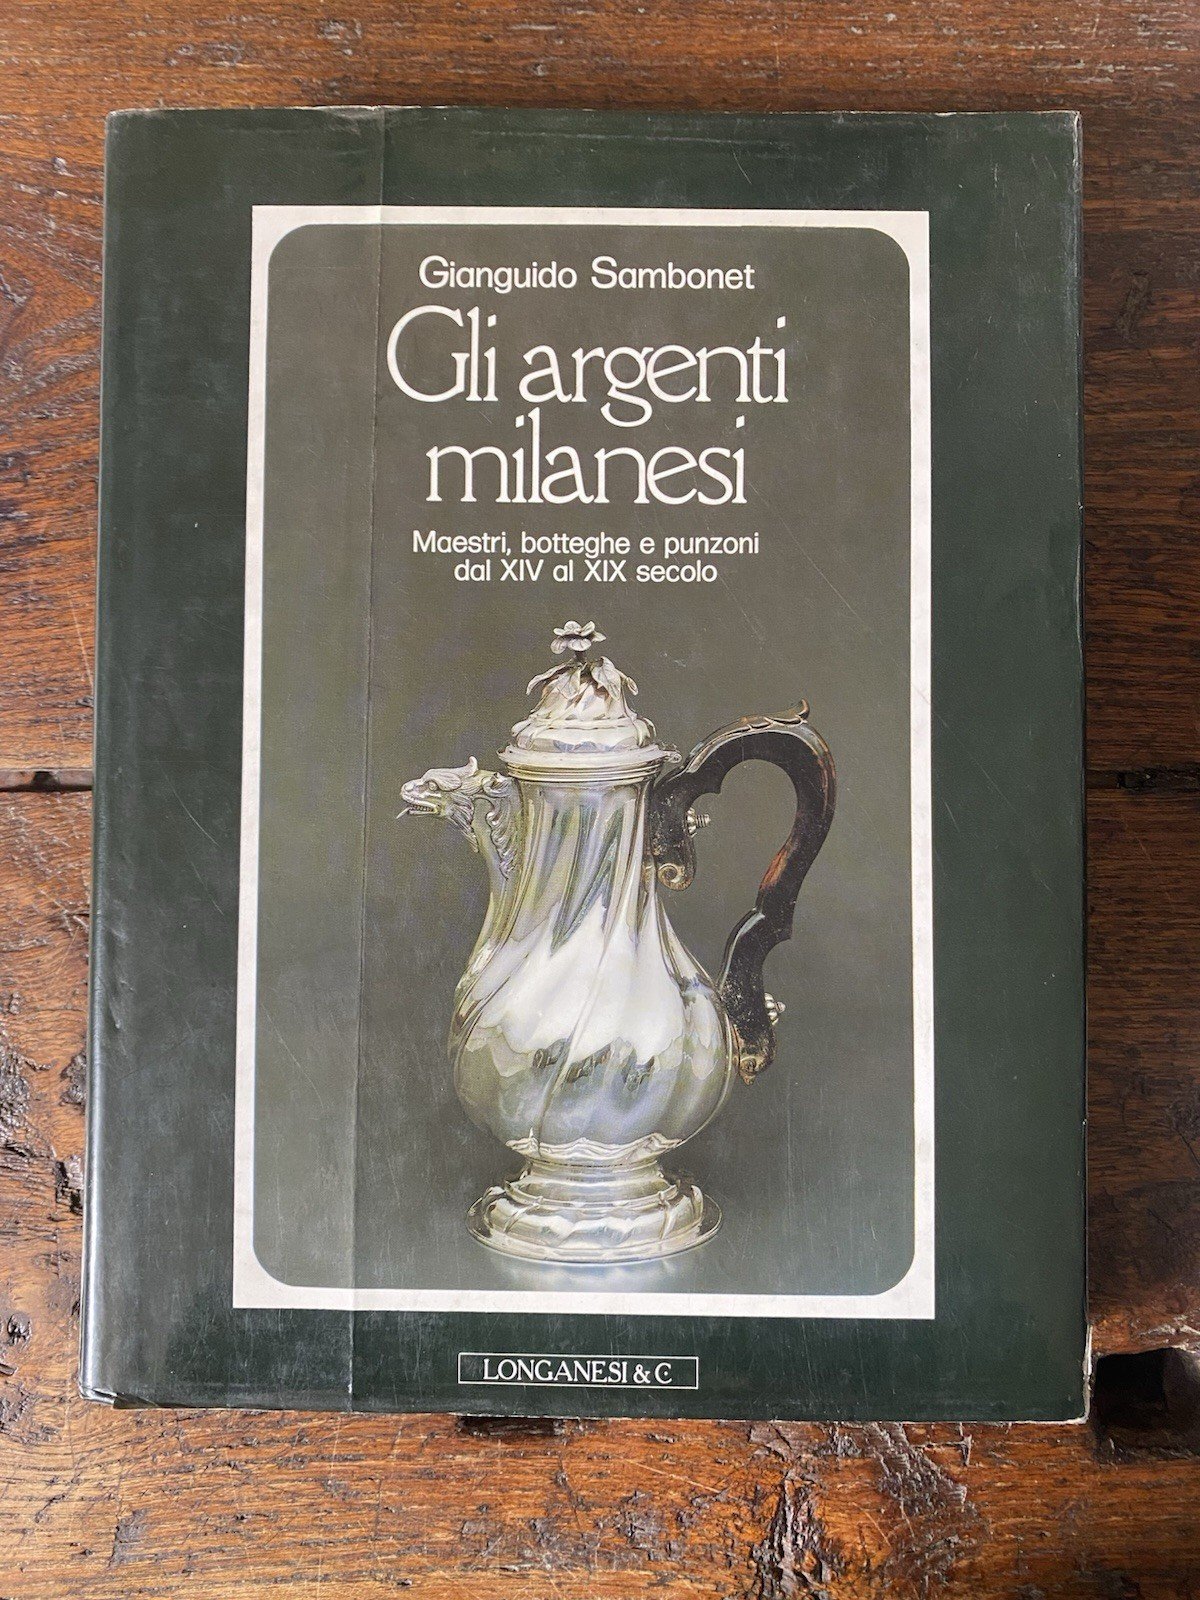 Gianguido Sambonet
Gli argenti
milanesi
Maestri, botteghe e punzoni
dal XIV al XIX secolo
LONGANESI & C.